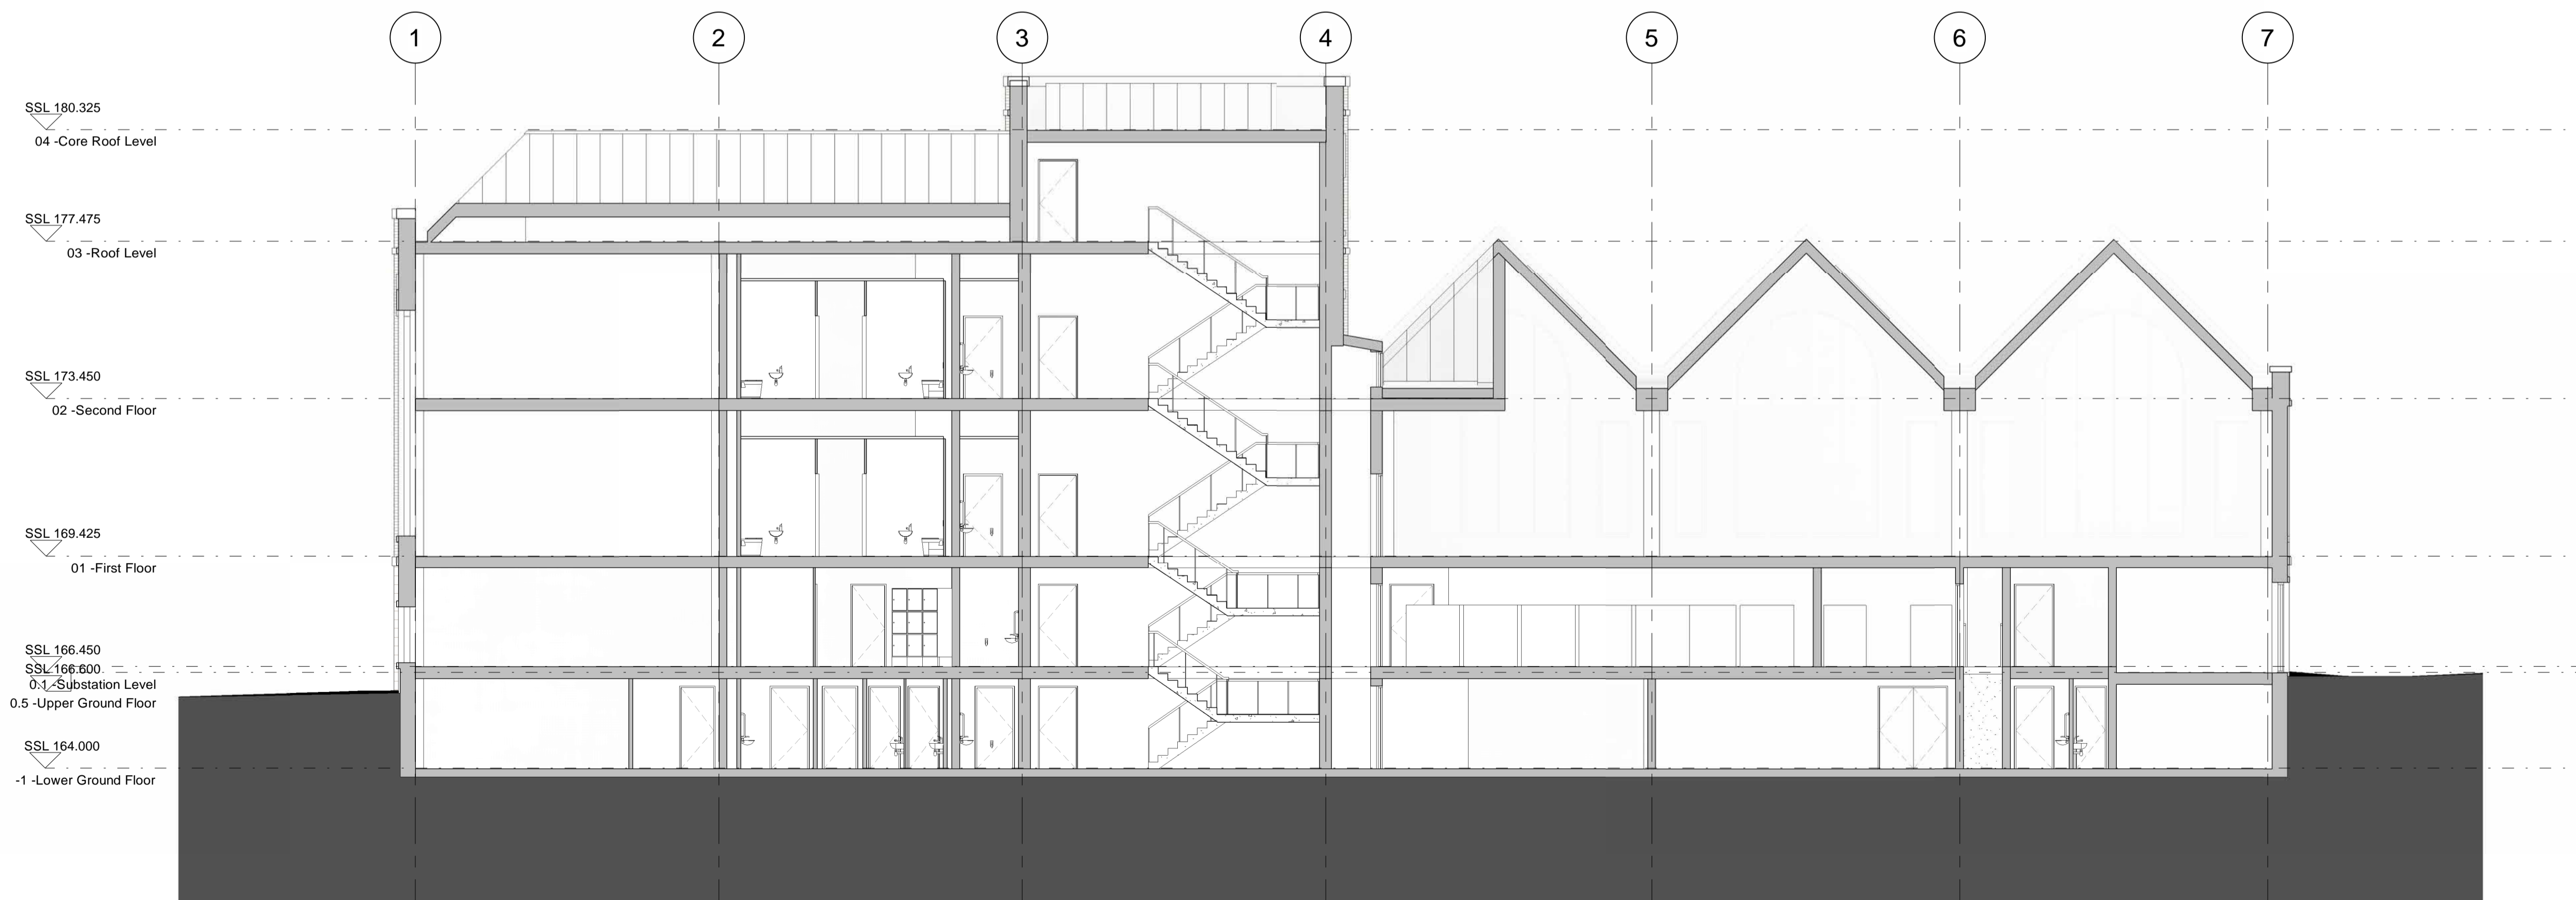 1 2 3 4 5 6 7
SSL 180.325
04 -Core Roof Level
SSL 177.475
03 -Roof Level
SSL 173.450
02 -Second Floor
SSL 169.425
01 -First Floor
SSL 166.450
SSL 166.600
0.1 -Substation Level
0.5 -Upper Ground Floor
SSL 164.000
-1 -Lower Ground Floor